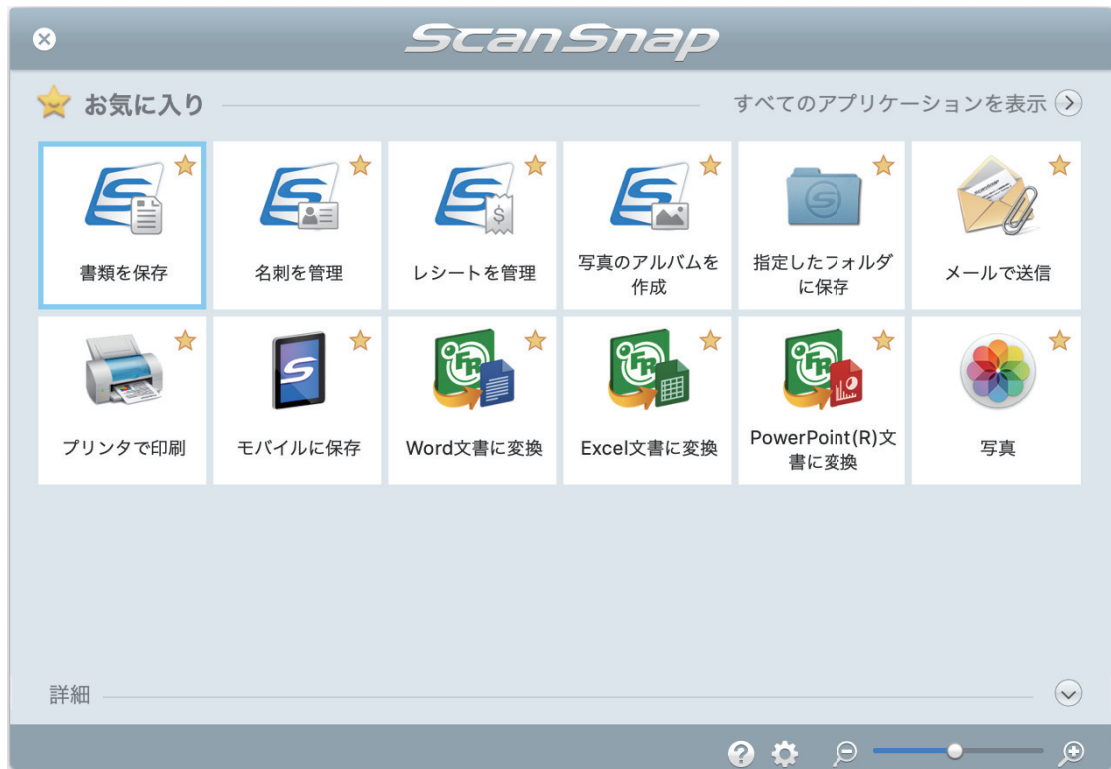 ScanSnap
お気に入り
すべてのアプリケーションを表示
書類を保存
名刺を管理
レシートを管理
写真のアルバムを
作成
指定したフォルダ
に保存
メールで送信
プリンタで印刷
モバイルに保存
Word文書に変換
Excel文書に変換
PowerPoint(R)文
書に変換
写真
詳細